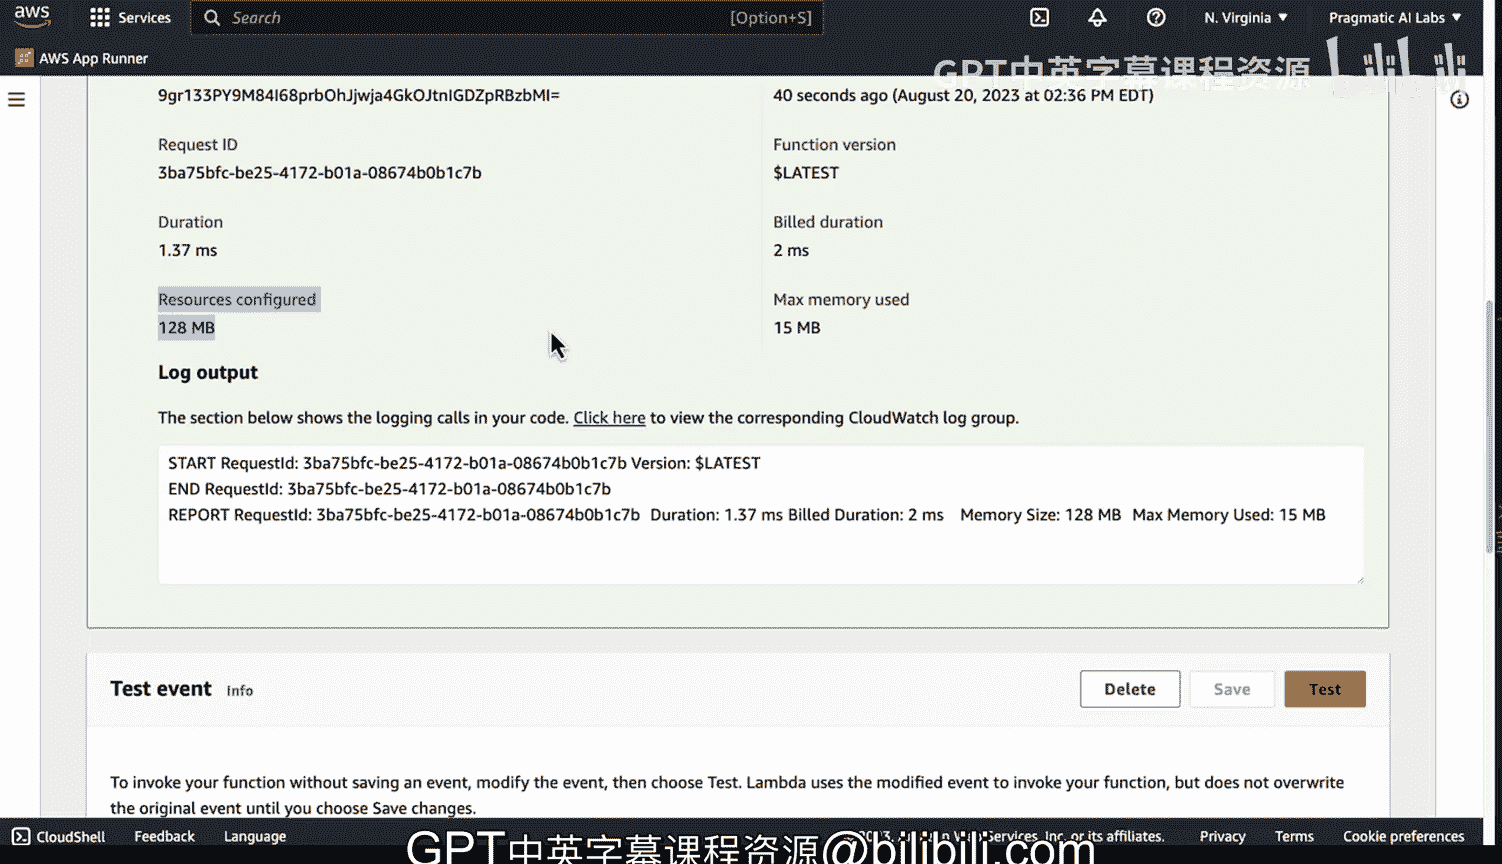 aws
Services
Search
[Option+S]
N. Virginia
Pragmatic AI Labs
AWS App Runner
GPT中英字幕课程资源 bilibili
9gr133PY9M84I68prbOhJjwja4GkOJtnIGDZpRBzbMI=
40 seconds ago (August 20, 2023 at 02:36 PM EDT)
Request ID
Function version
3ba75bfc-be25-4172-b01a-08674b0b1c7b
$LATEST
Duration
Billed duration
1.37 ms
2 ms
Resources configured
Max memory used
128 MB
15 MB
Log output
The section below shows the logging calls in your code. Click here to view the corresponding CloudWatch log group.
START RequestId: 3ba75bfc-be25-4172-b01a-08674b0b1c7b Version: $LATEST
END RequestId: 3ba75bfc-be25-4172-b01a-08674b0b1c7b
REPORT RequestId: 3ba75bfc-be25-4172-b01a-08674b0b1c7b Duration: 1.37 ms Billed Duration: 2 ms Memory Size: 128 MB Max Memory Used: 15 MB
Test event Info
Delete
Save
Test
To invoke your function without saving an event, modify the event, then choose Test. Lambda uses the modified event to invoke your function, but does not overwrite
the original event until you choose Save changes.
CloudShell
Feedback
Language
Services, Inc. or its affiliates.
Privacy
Terms
Cookie preferences
GPT中英字幕课程资源@bilibili.com